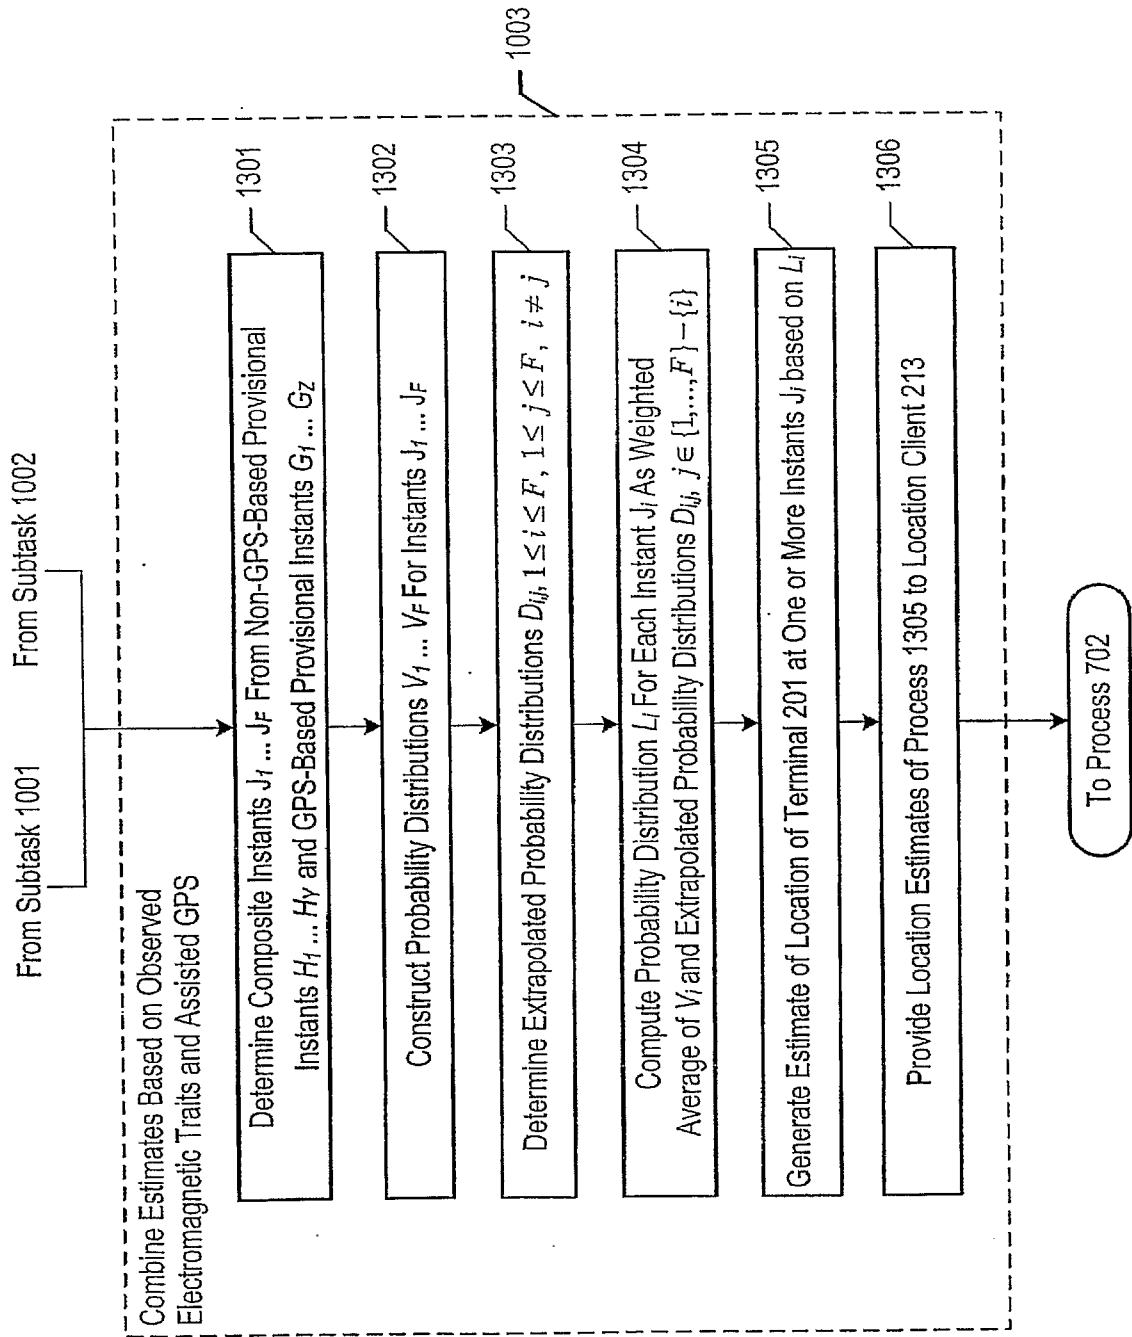 From Subtask 1001
From Subtask 1002
Combine Estimates Based on Observed
Electromagnetic Traits and Assisted GPS
1003
1301
Determine Composite Instants J1 ... JF From Non-GPS-Based Provisional
Instants H1 ... HY and GPS-Based Provisional Instants G1 ... GZ
1302
Construct Probability Distributions V1 ... VF For Instants J1 ... JF
1303
Determine Extrapolated Probability Distributions Di,j, 1 ≤ i ≤ F, 1 ≤ j ≤ F, i ≠ j
1304
Compute Probability Distribution Li For Each Instant Ji As Weighted
Average of Vi and Extrapolated Probability Distributions Di,j, j ∈ {1,...,F} – {i}
1305
Generate Estimate of Location of Terminal 201 at One or More Instants Ji based on Li
1306
Provide Location Estimates of Process 1305 to Location Client 213
To Process 702